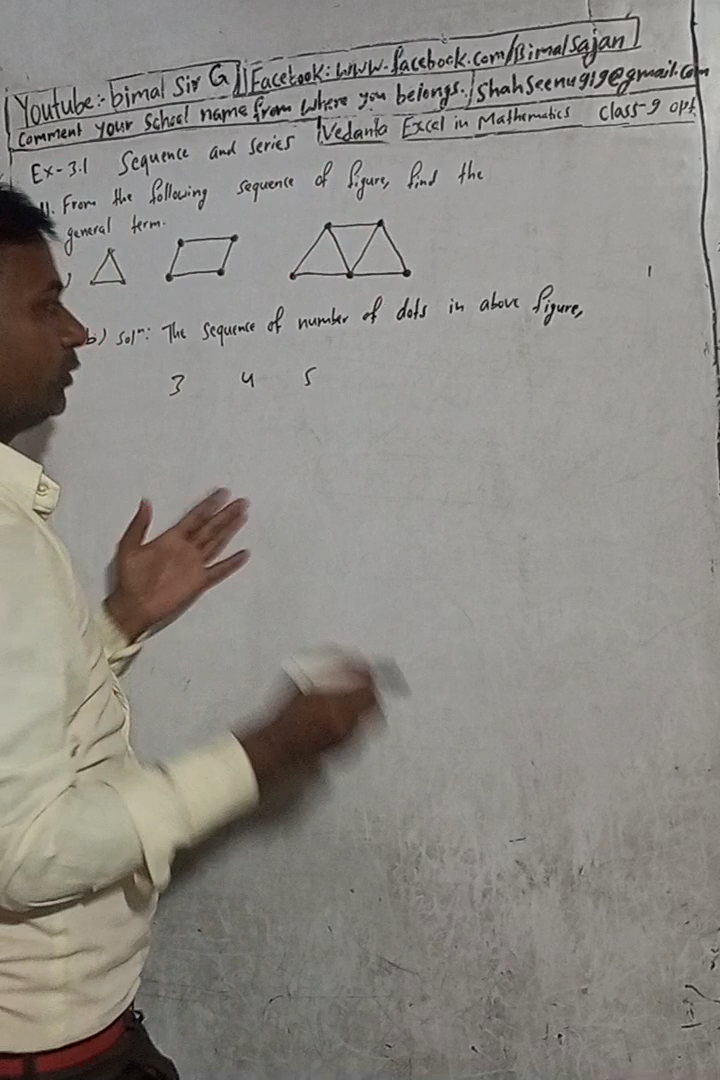 Youtube:- bimal Sir G || Facebook: www.facebook.com/BimalSajan
Comment your School name from where you belongs. | Shahseenu919@gmail.com
Ex-3.1 Sequence and series | Vedanta Excel in Mathematics Class-9 opt
11. From the following sequence of figure, find the
general term.
b) Solⁿ: The sequence of number of dots in above figure,
3 4 5